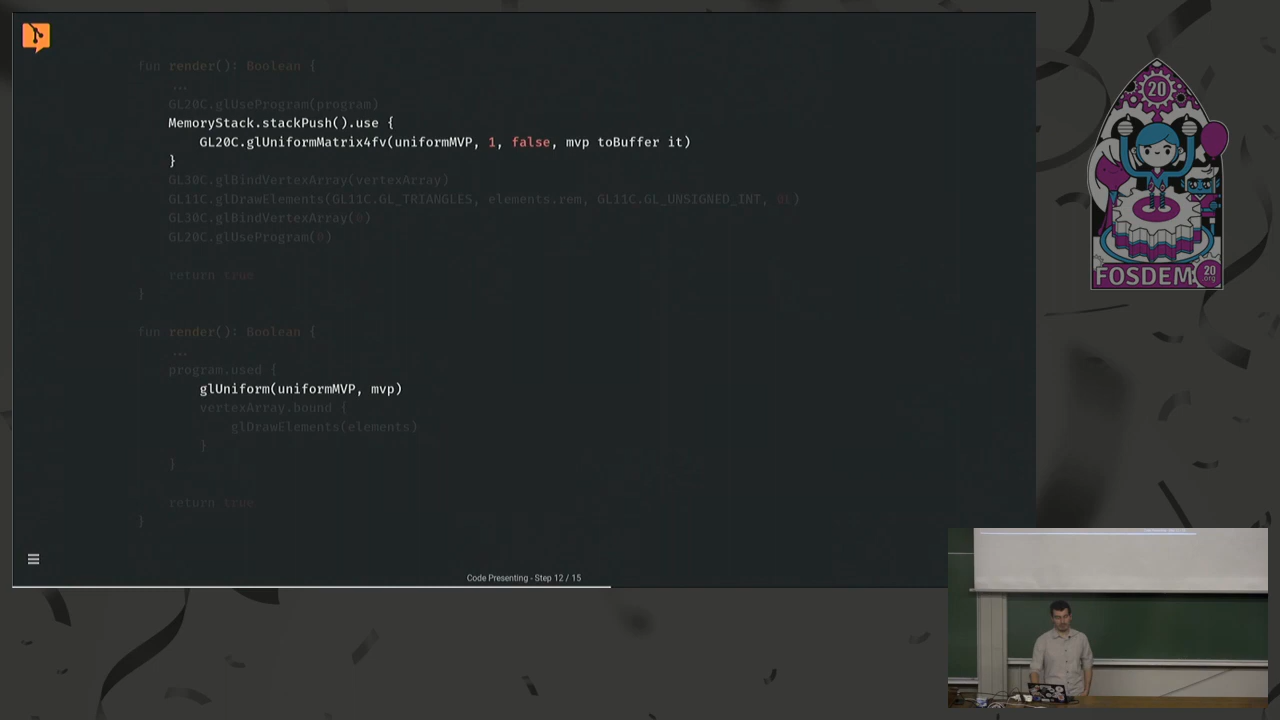 fun render(): Boolean {
...
GL20C.glUseProgram(program)
MemoryStack.stackPush().use {
GL20C.glUniformMatrix4fv(uniformMVP, 1, false, mvp toBuffer it)
}
GL30C.glBindVertexArray(vertexArray)
GL11C.glDrawElements(GL11C.GL_TRIANGLES, elements.rem, GL11C.GL_UNSIGNED_INT, 0L)
GL30C.glBindVertexArray(0)
GL20C.glUseProgram(0)
return true
}
fun render(): Boolean {
...
program.used {
glUniform(uniformMVP, mvp)
vertexArray.bound {
glDrawElements(elements)
}
}
return true
}
Code Presenting - Step 12 / 15
20
FOSDEM
20
.org